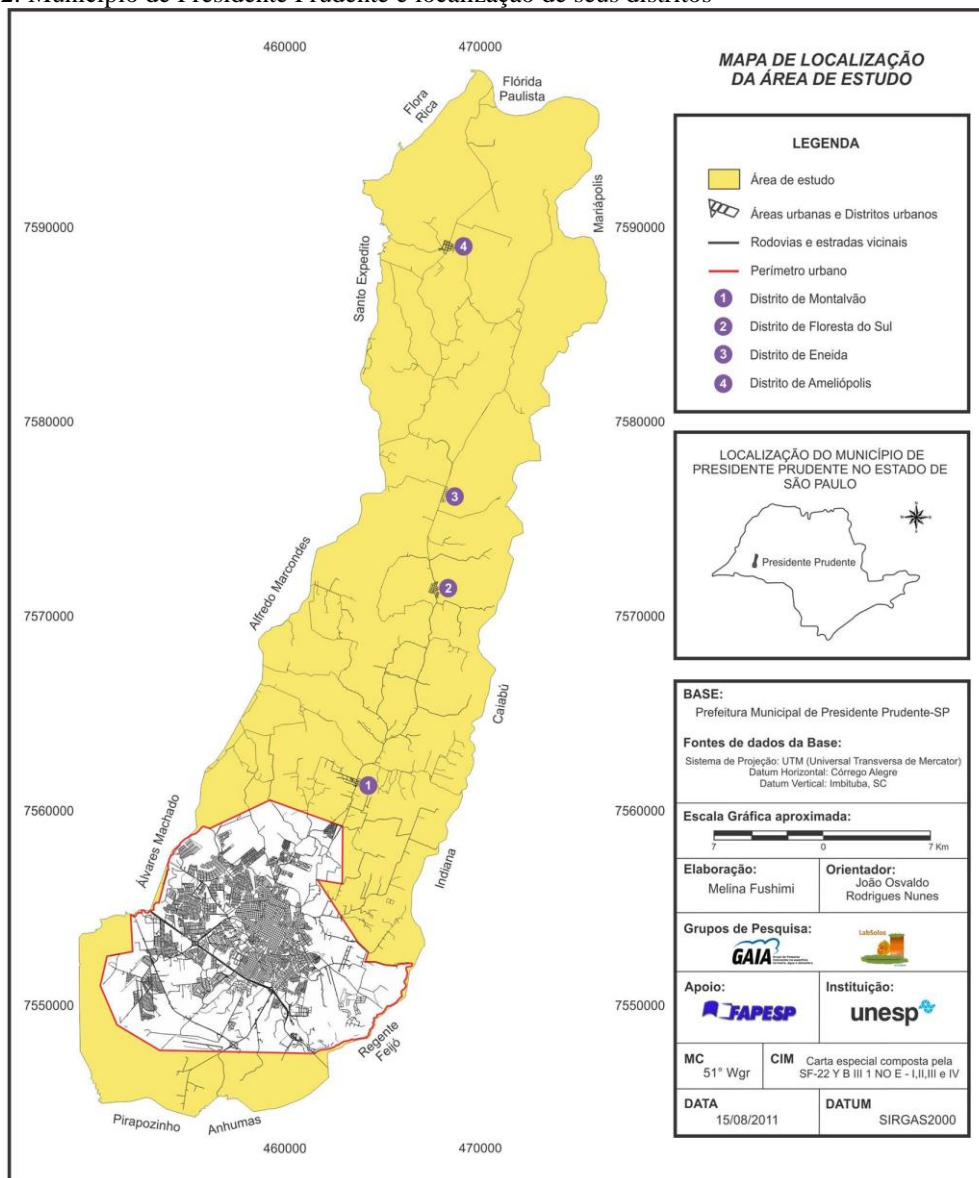 2. Município de Presidente Prudente e localização de seus distritos
460000
470000
MAPA DE LOCALIZAÇÃO
DA ÁREA DE ESTUDO
Flora
Rica
Flórida
Paulista
Mariápolis
Santo Expedito
Alfredo Marcondes
Caiabú
Álvares Machado
Indiana
Regente
Feijó
Pirapozinho
Anhumas
7590000
7590000
7580000
7580000
7570000
7570000
7560000
7560000
7550000
7550000
4
3
2
1
460000
470000
LEGENDA
Área de estudo
Áreas urbanas e Distritos urbanos
Rodovias e estradas vicinais
Perímetro urbano
1 Distrito de Montalvão
2 Distrito de Floresta do Sul
3 Distrito de Eneida
4 Distrito de Ameliópolis
LOCALIZAÇÃO DO MUNICÍPIO DE
PRESIDENTE PRUDENTE NO ESTADO DE
SÃO PAULO
Presidente Prudente
BASE:
Prefeitura Municipal de Presidente Prudente-SP
Fontes de dados da Base:
Sistema de Projeção: UTM (Universal Transversa de Mercator)
Datum Horizontal: Córrego Alegre
Datum Vertical: Imbituba, SC
Escala Gráfica aproximada:
7 0 7 Km
Elaboração:
Melina Fushimi
Orientador:
João Osvaldo
Rodrigues Nunes
Grupos de Pesquisa:
GAIA
LabSolos
Apoio:
FAPESP
Instituição:
unesp
MC
51° Wgr
CIM Carta especial composta pela
SF-22 Y B III 1 NO E - I,II,III e IV
DATA
15/08/2011
DATUM
SIRGAS2000